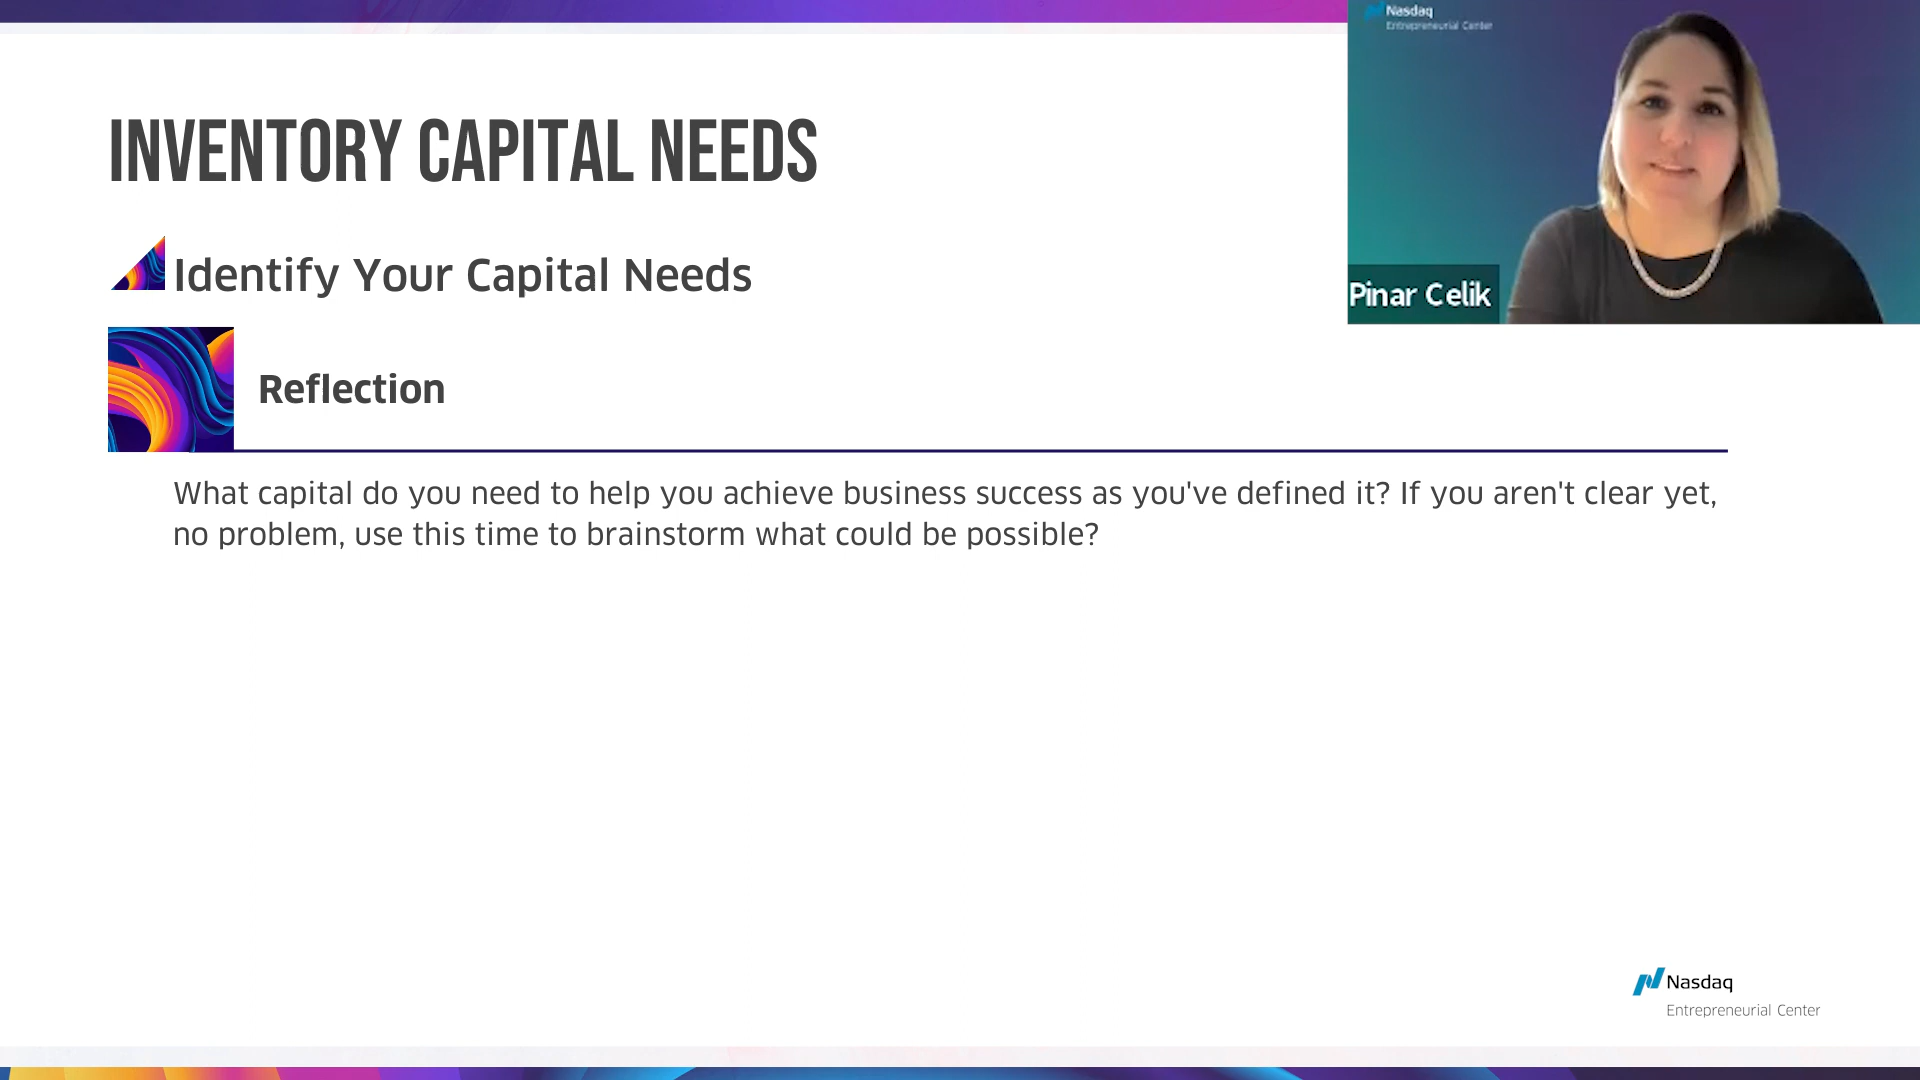 INVENTORY CAPITAL NEEDS
Identify Your Capital Needs
Reflection
What capital do you need to help you achieve business success as you've defined it? If you aren't clear yet,
no problem, use this time to brainstorm what could be possible?
Nasdaq
Entrepreneurial Center
Pinar Celik
Nasdaq
Entrepreneurial Center